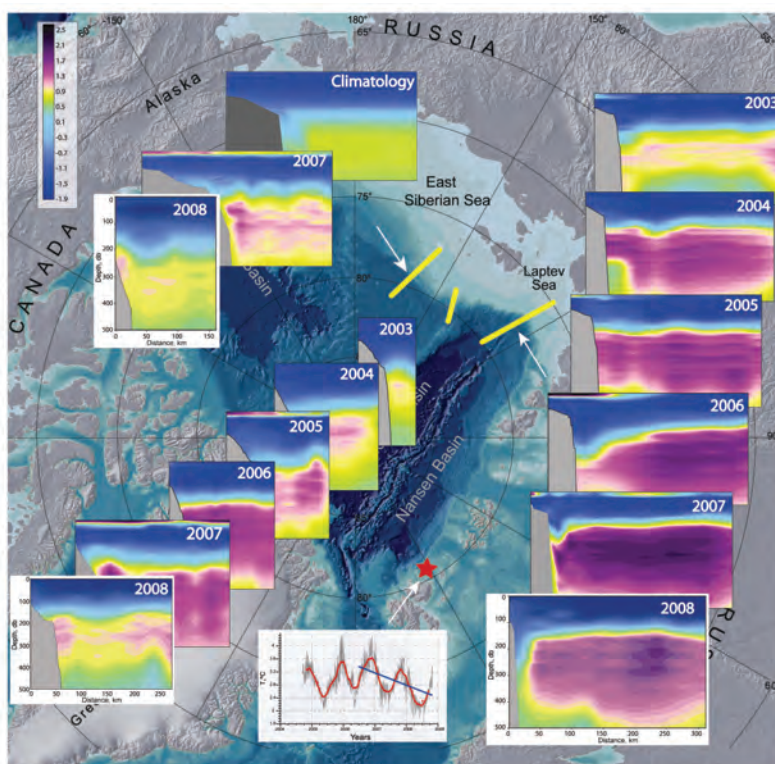 -150°
180°
65°
RUSSIA
150°
60°
2.5
2.1
1.7
1.3
0.9
0.5
0.1
-0.3
-0.7
-1.1
-1.5
-1.9
Alaska
Climatology
2003
2007
75°
East
Siberian Sea
2004
2008
Depth, db
0
100
200
300
400
500
0 50 100 150
Distance, km
CANADA
Basin
80°
Laptev
Sea
2003
2005
2004
Basin
2006
2005
Nansen Basin
2006
2007
2007
2008
Depth, db
0
100
200
300
400
500
0 50 100 150 200 250
Distance, km
80°
T,°C
Years
2008
Depth, db
0
100
200
300
400
500
0 50 100 150 200 250 300
Distance, km